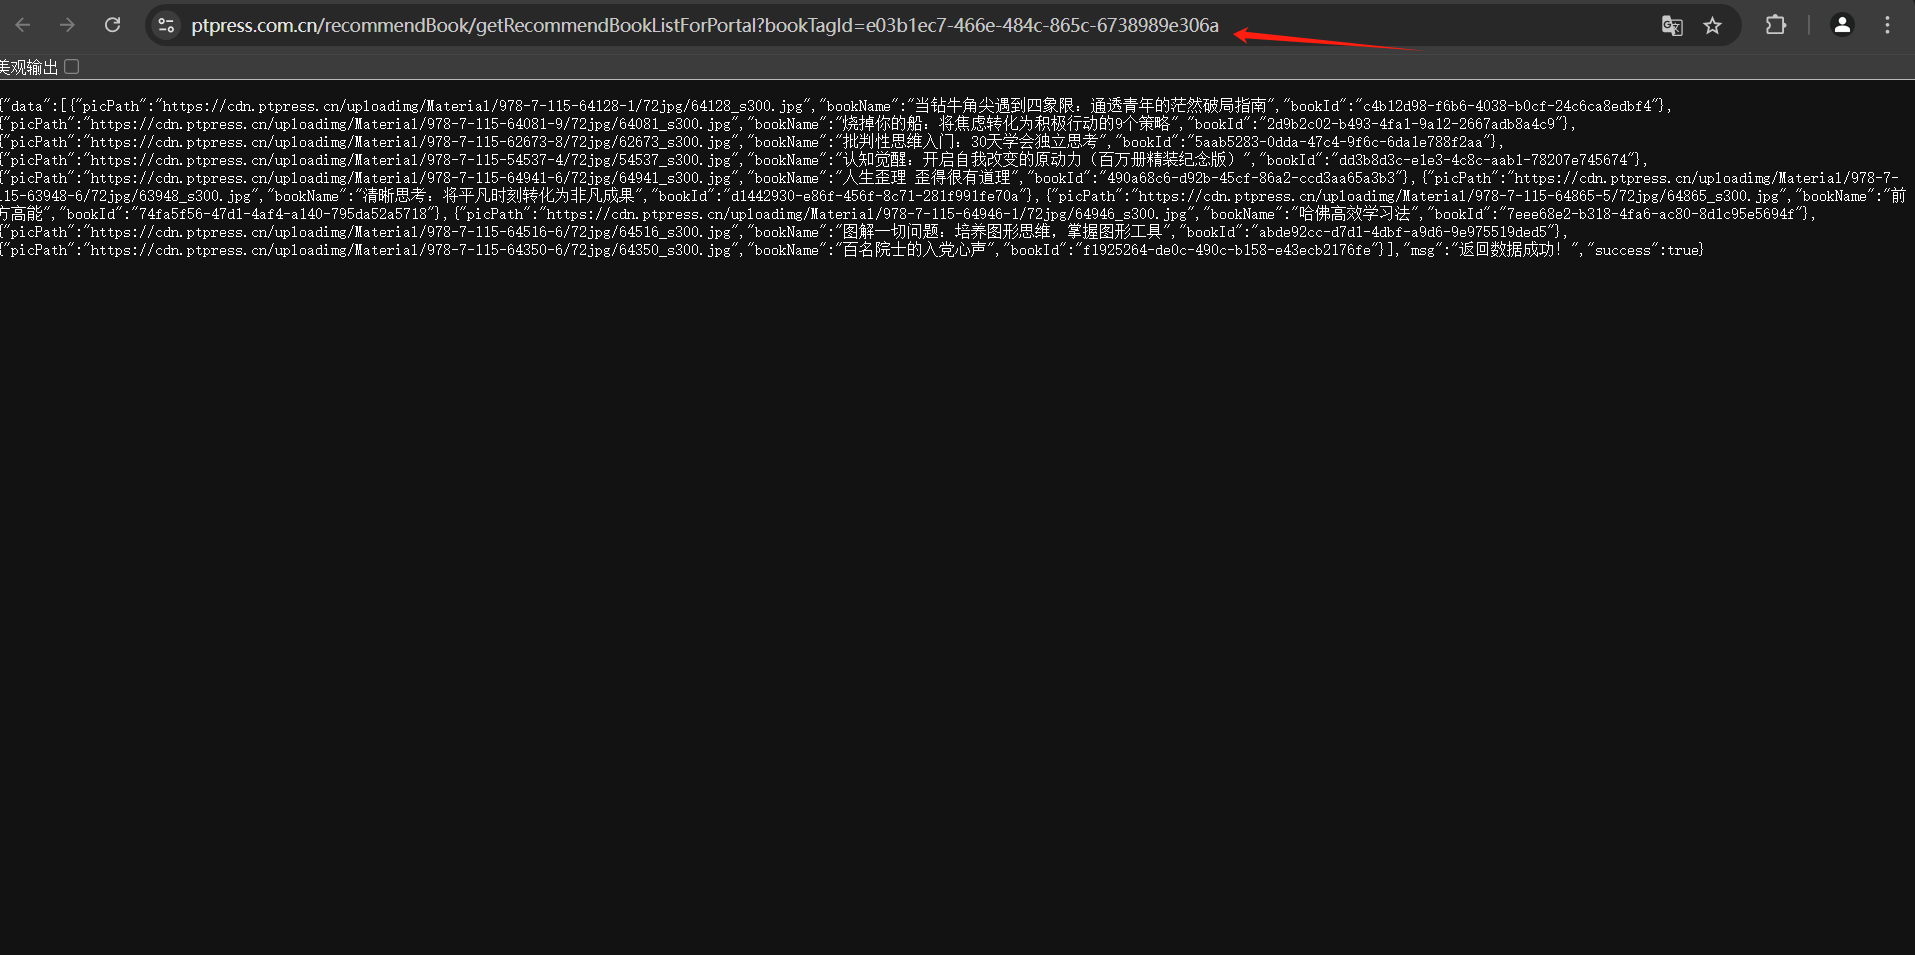 ptpress.com.cn/recommendBook/getRecommendBookListForPortal?bookTagId=e03b1ec7-466e-484c-865c-6738989e306a
美观输出
{"data":[{"picPath":"https://cdn.ptpress.cn/uploadimg/Material/978-7-115-64128-1/72jpg/64128_s300.jpg","bookName":"当钻牛角尖遇到四象限：通透青年的茫然破局指南","bookId":"c4b12d98-f6b6-4038-b0cf-24c6ca8edbf4"},
{"picPath":"https://cdn.ptpress.cn/uploadimg/Material/978-7-115-64081-9/72jpg/64081_s300.jpg","bookName":"烧掉你的船：将焦虑转化为积极行动的9个策略","bookId":"2d9b2c02-b493-4fa1-9a12-2667adb8a4c9"},
{"picPath":"https://cdn.ptpress.cn/uploadimg/Material/978-7-115-62673-8/72jpg/62673_s300.jpg","bookName":"批判性思维入门：30天学会独立思考","bookId":"5aab5283-0dda-47c4-9f6c-6da1e788f2aa"},
{"picPath":"https://cdn.ptpress.cn/uploadimg/Material/978-7-115-54537-4/72jpg/54537_s300.jpg","bookName":"认知觉醒：开启自我改变的原动力（百万册精装纪念版）","bookId":"dd3b8d3c-e1e3-4c8c-aab1-78207e745674"},
{"picPath":"https://cdn.ptpress.cn/uploadimg/Material/978-7-115-64941-6/72jpg/64941_s300.jpg","bookName":"人生歪理 歪得很有道理","bookId":"490a68c6-d92b-45cf-86a2-ccd3aa65a3b3"},{"picPath":"https://cdn.ptpress.cn/uploadimg/Material/978-7-
115-63948-6/72jpg/63948_s300.jpg","bookName":"清晰思考：将平凡时刻转化为非凡成果","bookId":"d1442930-e86f-456f-8c71-281f991fe70a"},{"picPath":"https://cdn.ptpress.cn/uploadimg/Material/978-7-115-64865-5/72jpg/64865_s300.jpg","bookName":"前
方高能","bookId":"74fa5f56-47d1-4af4-a140-795da52a5718"},{"picPath":"https://cdn.ptpress.cn/uploadimg/Material/978-7-115-64946-1/72jpg/64946_s300.jpg","bookName":"哈佛高效学习法","bookId":"7eee68e2-b318-4fa6-ac80-8d1c95e5694f"},
{"picPath":"https://cdn.ptpress.cn/uploadimg/Material/978-7-115-64516-6/72jpg/64516_s300.jpg","bookName":"图解一切问题：培养图形思维，掌握图形工具","bookId":"abde92cc-d7d1-4dbf-a9d6-9e975519ded5"},
{"picPath":"https://cdn.ptpress.cn/uploadimg/Material/978-7-115-64350-6/72jpg/64350_s300.jpg","bookName":"百名院士的入党心声","bookId":"f1925264-de0c-490c-b158-e43ecb2176fe"}],"msg":"返回数据成功！","success":true}